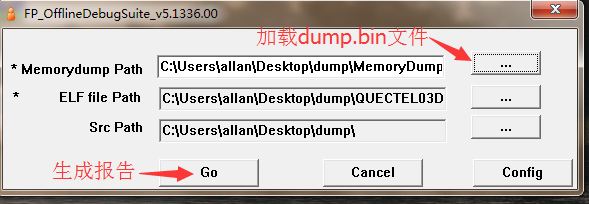 FP_OfflineDebugSuite_v5.1336.00
加载dump.bin文件
* Memorydump Path C:\Users\allan\Desktop\dump\MemoryDump ...
* ELF file Path C:\Users\allan\Desktop\dump\QUECTEL03D ...
Src Path C:\Users\allan\Desktop\dump\ ...
生成报告 Go Cancel Config